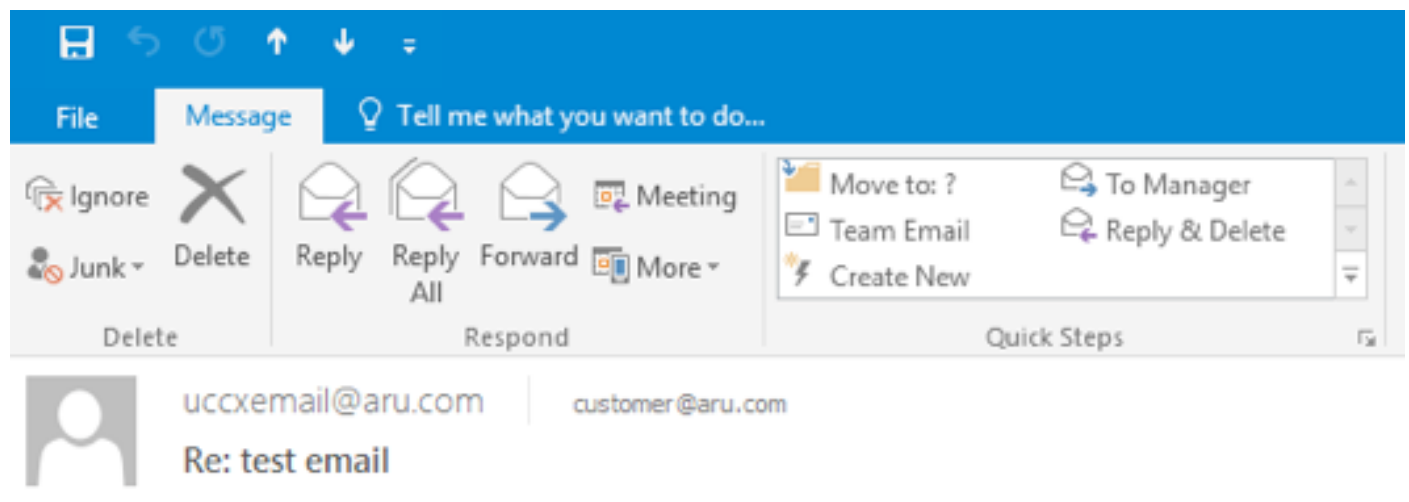 File Message Tell me what you want to do...
Ignore Delete Reply Reply All Forward Meeting Move to: ? To Manager
Junk More Team Email Reply & Delete
Create New
Delete Respond Quick Steps
uccxemail@aru.com customer@aru.com
Re: test email